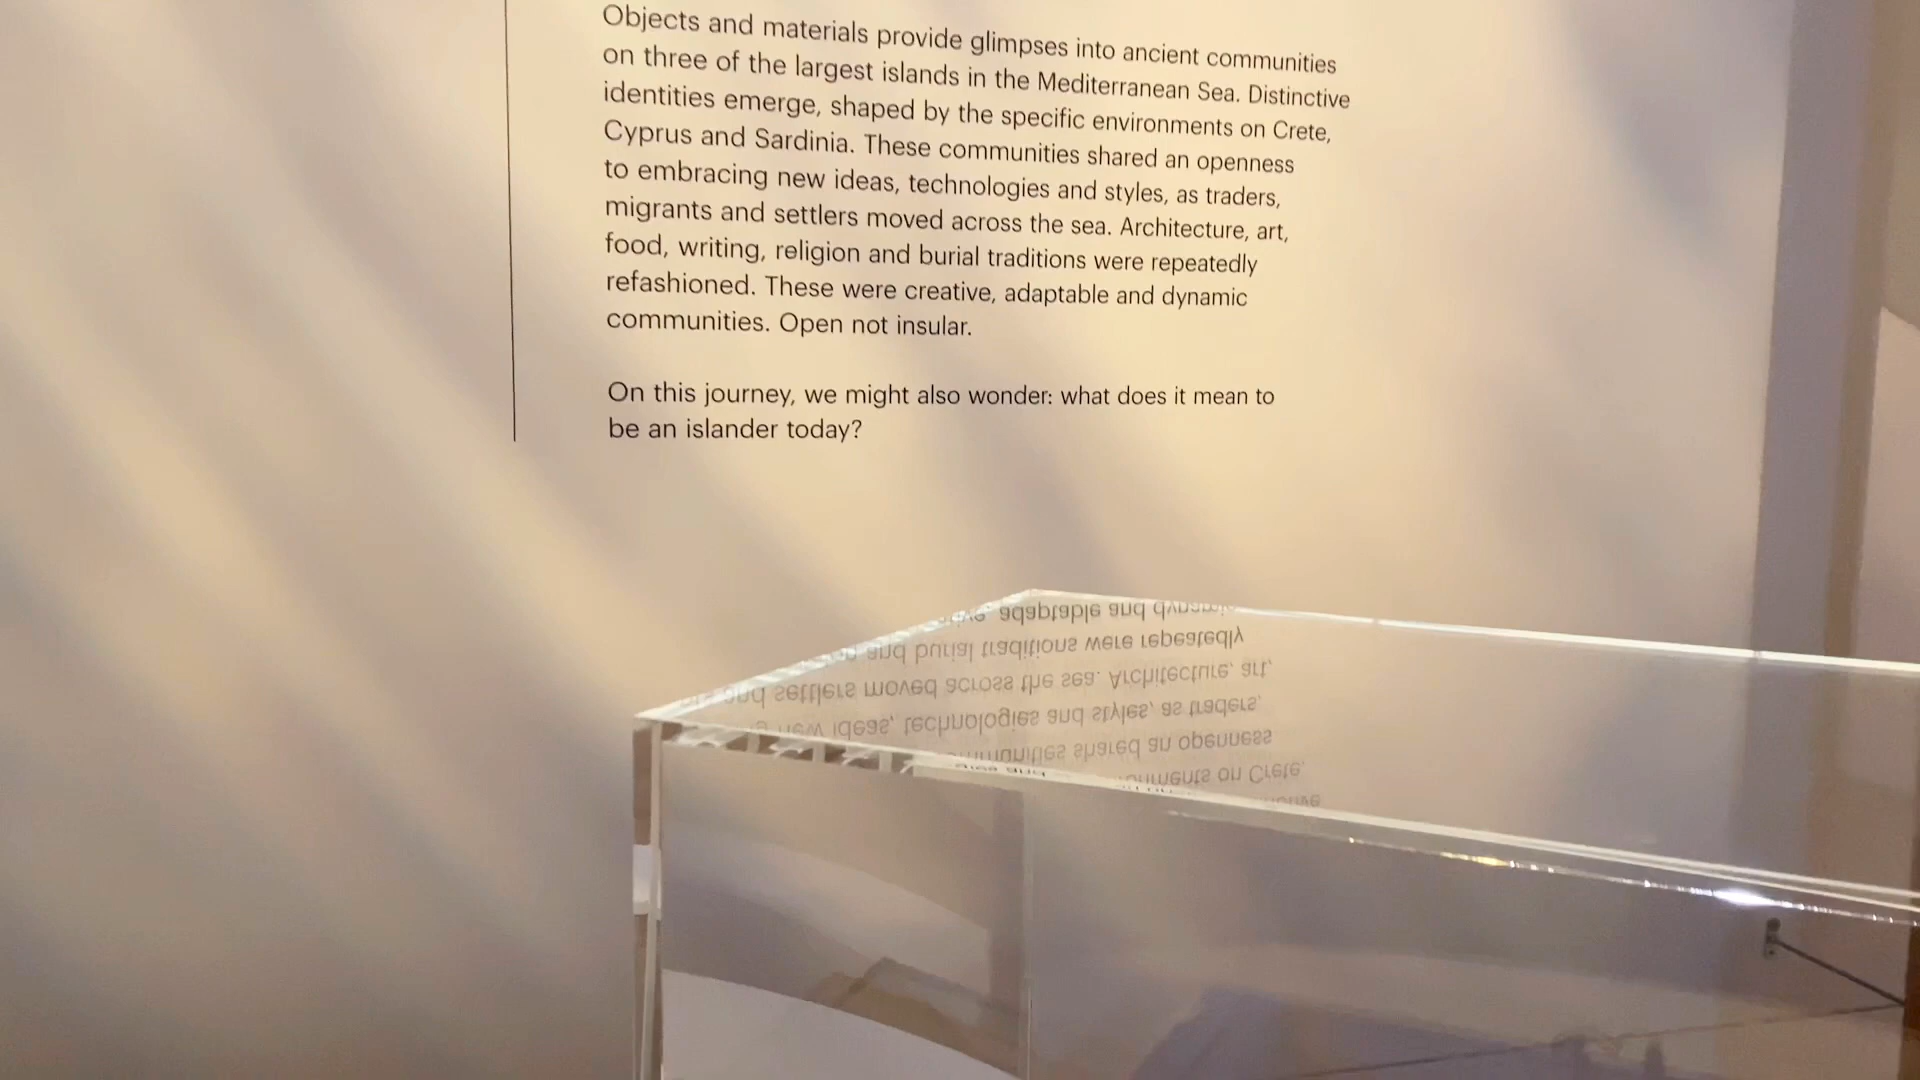 Objects and materials provide glimpses into ancient communities
on three of the largest islands in the Mediterranean Sea. Distinctive
identities emerge, shaped by the specific environments on Crete,
Cyprus and Sardinia. These communities shared an openness
to embracing new ideas, technologies and styles, as traders,
migrants and settlers moved across the sea. Architecture, art,
food, writing, religion and burial traditions were repeatedly
refashioned. These were creative, adaptable and dynamic
communities. Open not insular.
On this journey, we might also wonder: what does it mean to
be an islander today?